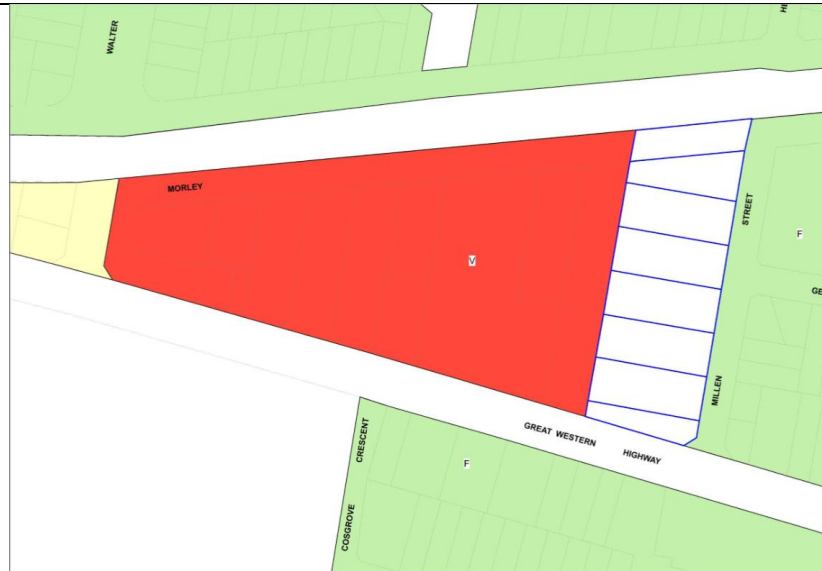 WALTER
MORLEY
V
STREET
F
MILLEN
GREAT WESTERN HIGHWAY
CRESCENT
F
COSGROVE